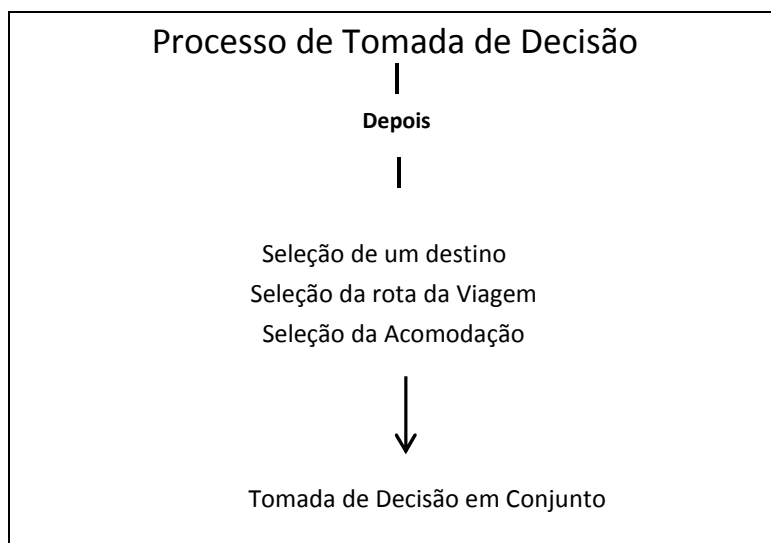 Processo de Tomada de Decisão
Depois
Seleção de um destino
Seleção da rota da Viagem
Seleção da Acomodação
Tomada de Decisão em Conjunto